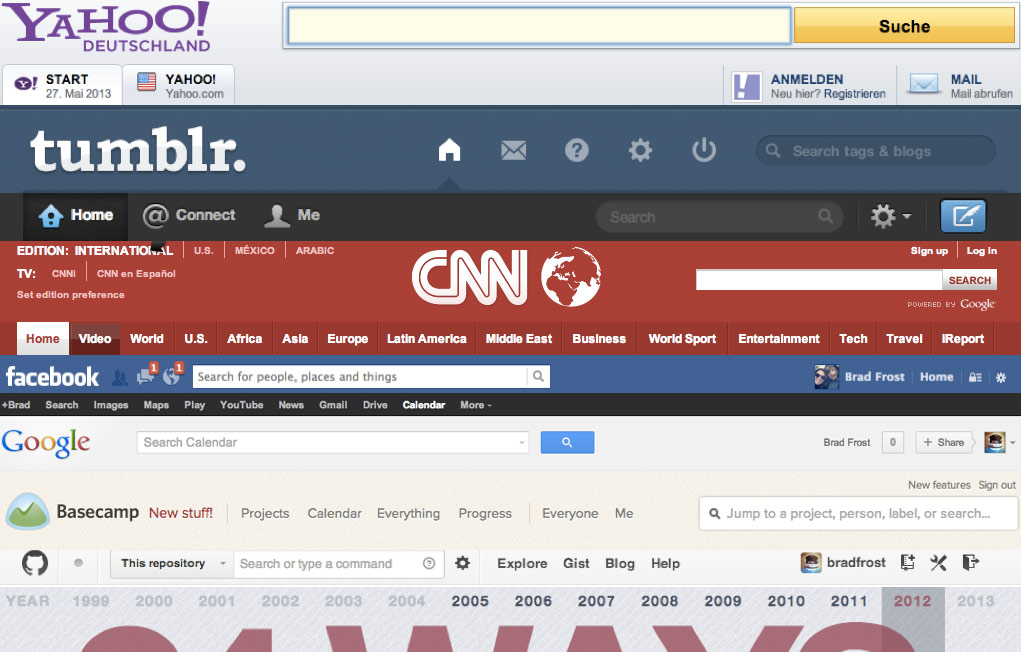 YAHOO!
DEUTSCHLAND
Suche
START
27. Mai 2013
YAHOO!
Yahoo.com
ANMELDEN
Neu hier? Registrieren
MAIL
Mail abrufen
tumblr.
Search tags & blogs
Home
Connect
Me
Search
EDITION: INTERNATIONAL U.S. MÉXICO ARABIC
TV: CNNi CNN en Español
Set edition preference
CNN
Sign up Log in
SEARCH
POWERED BY Google
Home Video World U.S. Africa Asia Europe Latin America Middle East Business World Sport Entertainment Tech Travel iReport
facebook 1 1 Search for people, places and things Brad Frost Home
+Brad Search Images Maps Play YouTube News Gmail Drive Calendar More
Google Search Calendar Brad Frost 0 + Share
New features Sign out
Basecamp New stuff! Projects Calendar Everything Progress Everyone Me Jump to a project, person, label, or search...
This repository Search or type a command Explore Gist Blog Help bradfrost
YEAR 1999 2000 2001 2002 2003 2004 2005 2006 2007 2008 2009 2010 2011 2012 2013